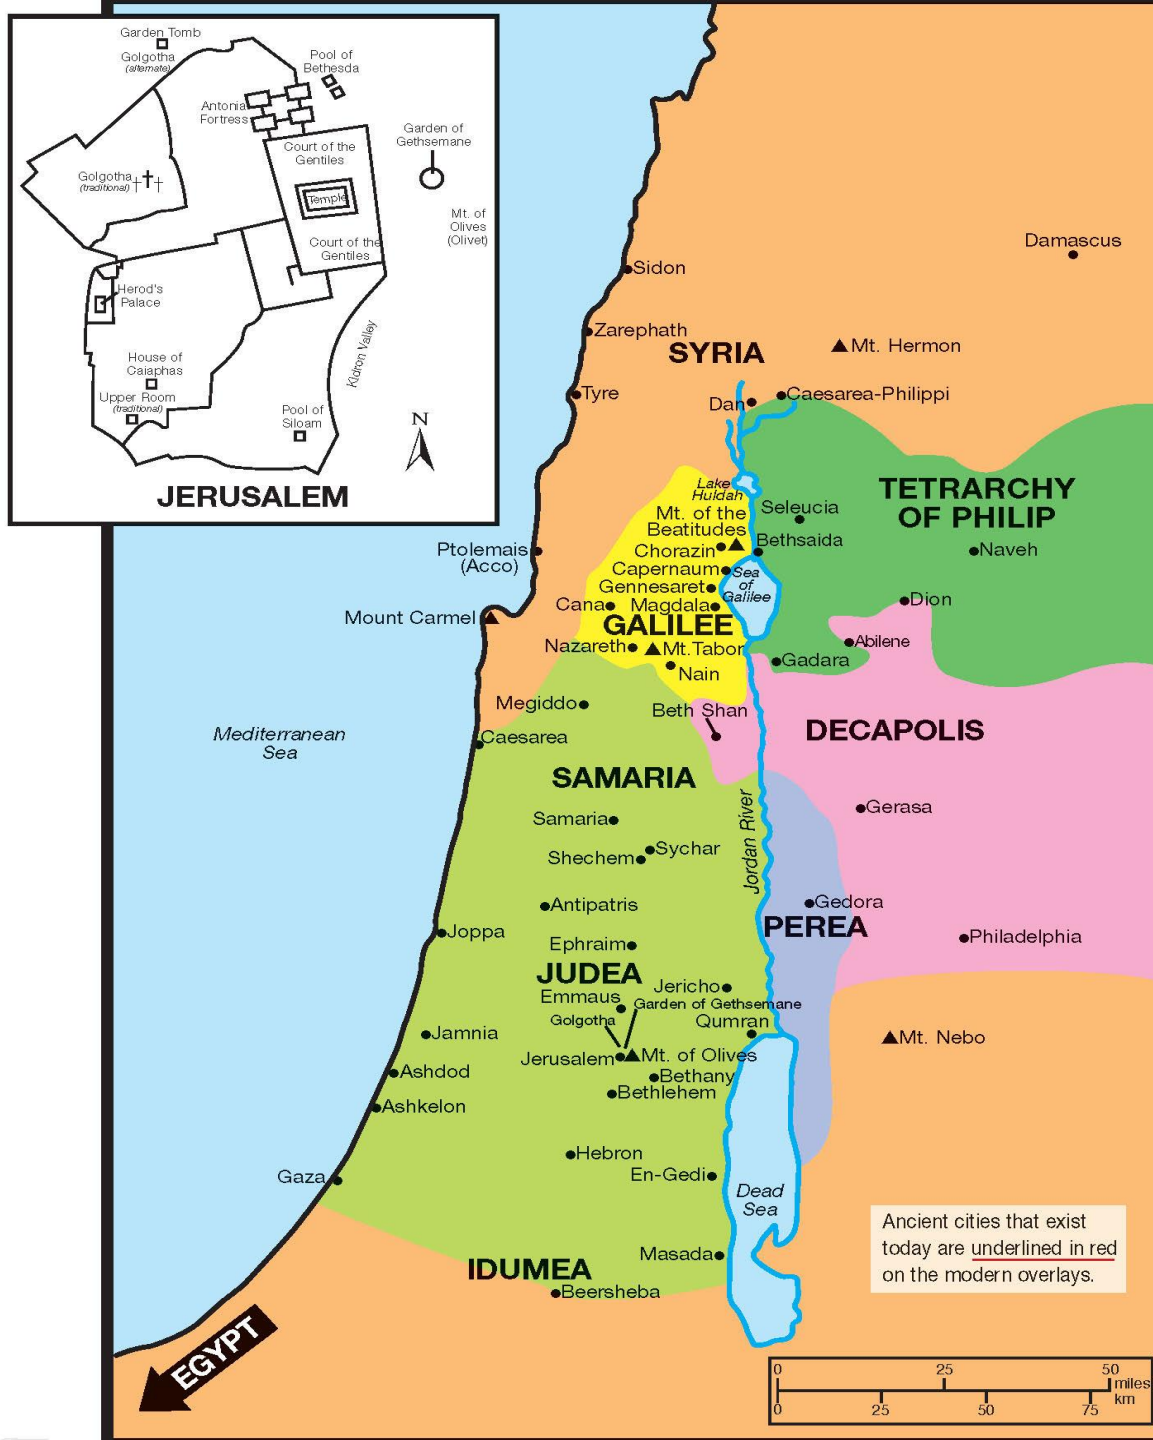 Garden Tomb
Golgotha
(alternate)
Pool of
Bethesda
Antonia
Fortress
Garden of
Gethsemane
Court of the
Gentiles
Golgotha
(traditional)
Temple
Mt. of
Olives
(Olivet)
Court of the
Gentiles
Herod's
Palace
Kidron Valley
House of
Caiaphas
Upper Room
(traditional)
Pool of
Siloam
N
JERUSALEM
Damascus
Sidon
Zarephath
SYRIA
Mt. Hermon
Tyre
Dan
Caesarea-Philippi
Lake
Huldah
TETRARCHY
OF PHILIP
Seleucia
Mt. of the
Beatitudes
Ptolemais
(Acco)
Chorazin
Bethsaida
Naveh
Capernaum
Sea
of
Galilee
Gennesaret
Cana
Magdala
Dion
Mount Carmel
GALILEE
Abilene
Nazareth
Mt. Tabor
Gadara
Nain
Megiddo
Beth Shan
DECAPOLIS
Mediterranean
Sea
Caesarea
SAMARIA
Jordan River
Gerasa
Samaria
Sychar
Shechem
Antipatris
Gedora
PEREA
Joppa
Ephraim
Philadelphia
JUDEA
Jericho
Emmaus
Garden of Gethsemane
Golgotha
Qumran
Jamnia
Mt. Nebo
Jerusalem
Mt. of Olives
Ashdod
Bethany
Bethlehem
Ashkelon
Hebron
Gaza
En-Gedi
Dead
Sea
Ancient cities that exist
today are underlined in red
on the modern overlays.
Masada
IDUMEA
Beersheba
EGYPT
0 25 50
miles
km
0 25 50 75